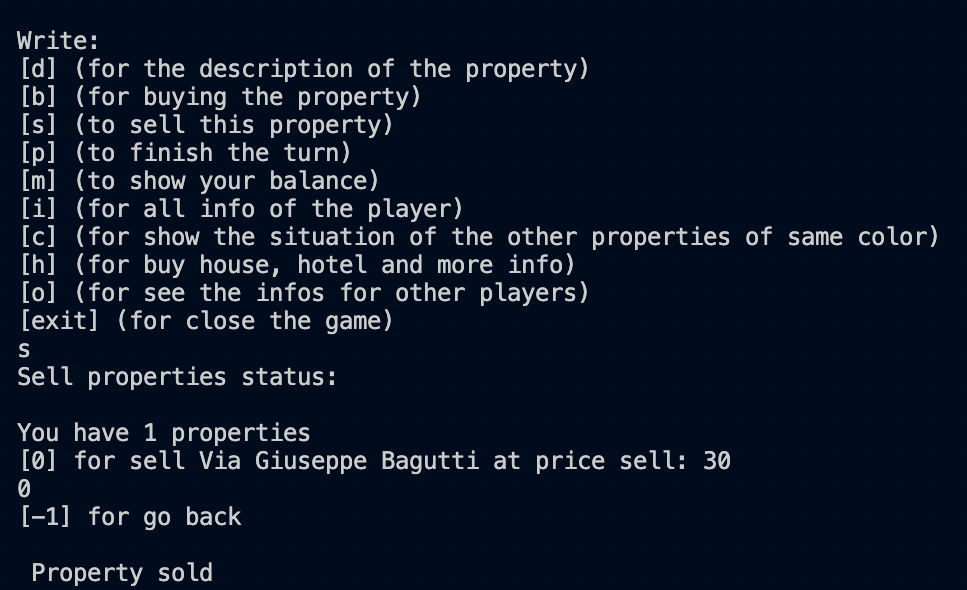 Write:
[d] (for the description of the property)
[b] (for buying the property)
[s] (to sell this property)
[p] (to finish the turn)
[m] (to show your balance)
[i] (for all info of the player)
[c] (for show the situation of the other properties of same color)
[h] (for buy house, hotel and more info)
[o] (for see the infos for other players)
[exit] (for close the game)
s
Sell properties status:
You have 1 properties
[0] for sell Via Giuseppe Bagutti at price sell: 30
0
[-1] for go back
Property sold